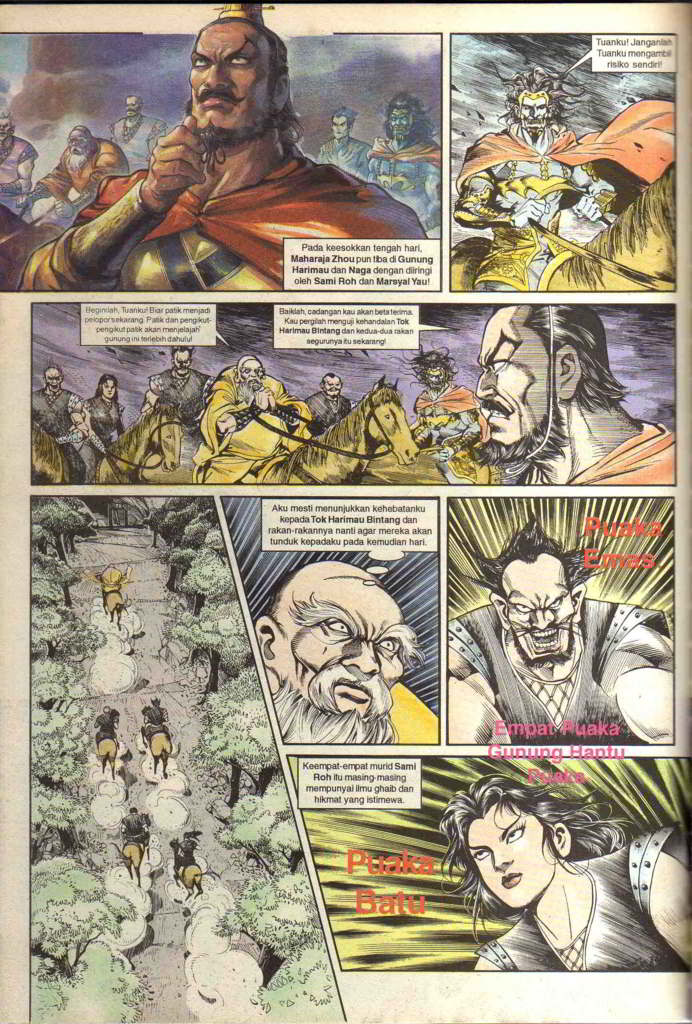 Pada keesokkan tengah hari,
Maharaja Zhou pun tiba di Gunung
Harimau dan Naga dengan diiringi
oleh Sami Roh dan Marsyal Yau!
Tuanku! Janganlah
Tuanku mengambil
risiko sendiri!
Beginilah, Tuanku! Biar patik menjadi
pelopor sekarang. Patik dan pengikut-
pengikut patik akan menjelajah
gunung ini terlebih dahulu!
Baiklah, cadangan kau akan beta terima.
Kau pergilah menguji kehandalan Tok
Harimau Bintang dan kedua-dua rakan
segurunya itu sekarang!
Aku mesti menunjukkan kehebatanku
kepada Tok Harimau Bintang dan
rakan-rakannya nanti agar mereka akan
tunduk kepadaku pada kemudian hari.
Puaka
Emas
Empat Puaka
Gunung Hantu
Puaka
Keempat-empat murid Sami
Roh itu masing-masing
mempunyai ilmu ghaib dan
hikmat yang istimewa.
Puaka
Batu